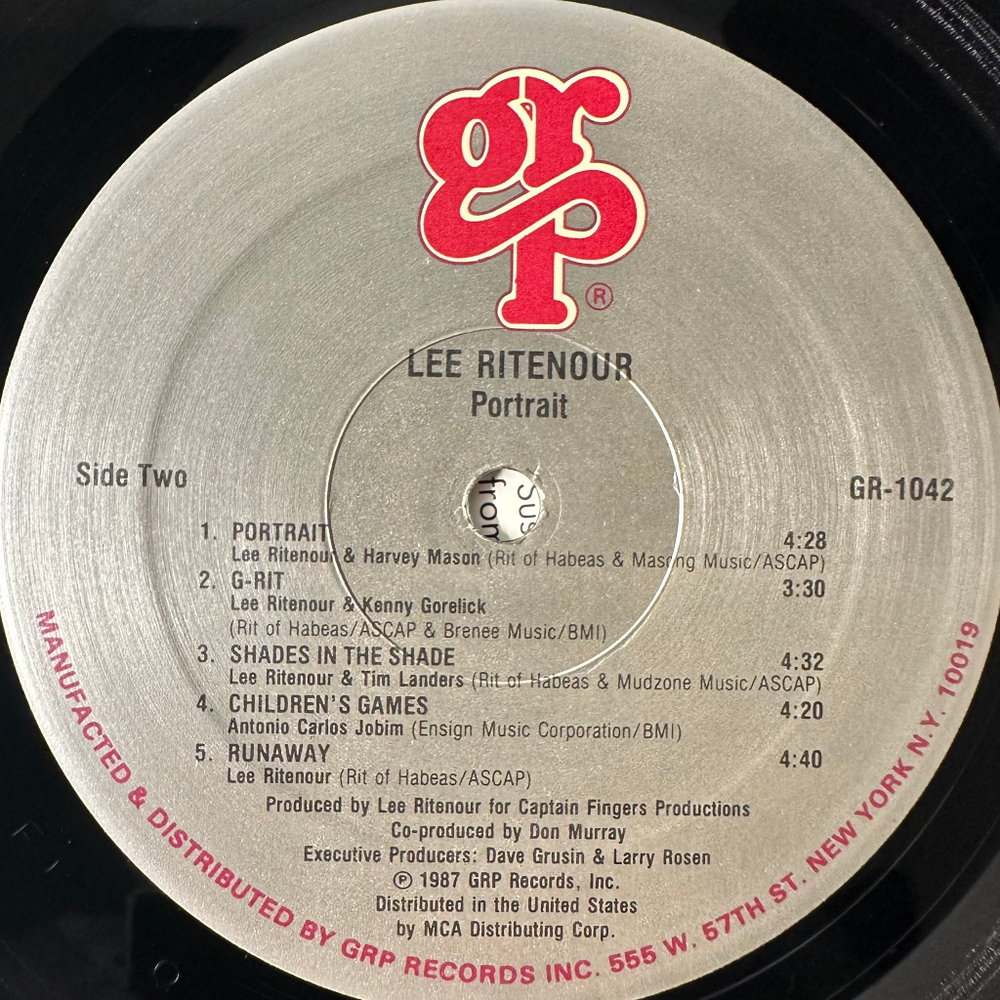 grp
®
LEE RITENOUR
Portrait
Side Two
GR-1042
Sus
from
1. PORTRAIT 4:28
Lee Ritenour & Harvey Mason (Rit of Habeas & Masong Music/ASCAP)
2. G-RIT 3:30
Lee Ritenour & Kenny Gorelick
(Rit of Habeas/ASCAP & Brenee Music/BMI)
3. SHADES IN THE SHADE 4:32
Lee Ritenour & Tim Landers (Rit of Habeas & Mudzone Music/ASCAP)
4. CHILDREN'S GAMES 4:20
Antonio Carlos Jobim (Ensign Music Corporation/BMI)
5. RUNAWAY 4:40
Lee Ritenour (Rit of Habeas/ASCAP)
Produced by Lee Ritenour for Captain Fingers Productions
Co-produced by Don Murray
Executive Producers: Dave Grusin & Larry Rosen
℗ 1987 GRP Records, Inc.
Distributed in the United States
by MCA Distributing Corp.
MANUFACTED & DISTRIBUTED BY GRP RECORDS INC. 555 W. 57TH ST. NEW YORK N.Y. 10019